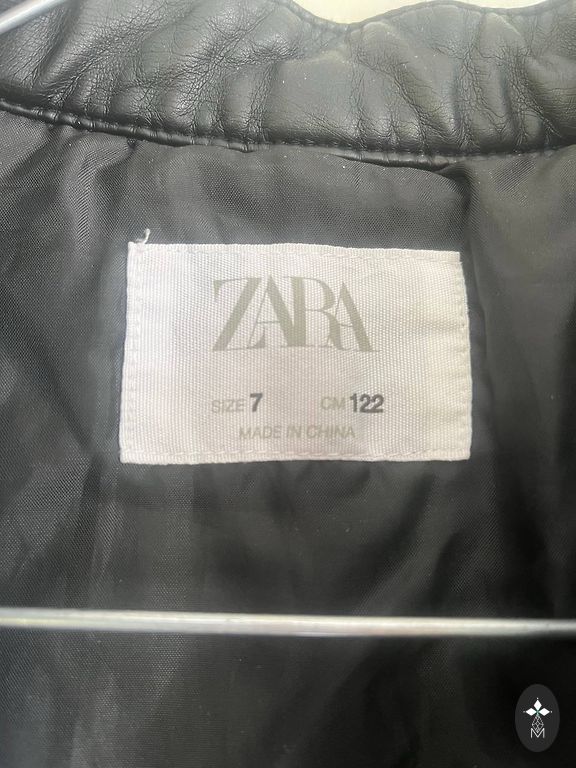 ZARA
SIZE 7 CM 122
MADE IN CHINA
M